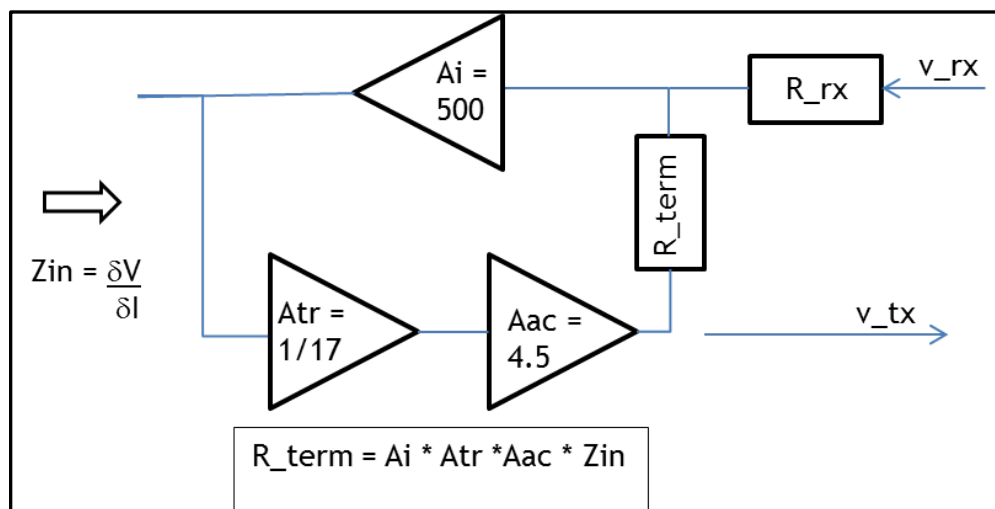 Ai =
500
v_rx
R_rx
R_term
Zin = δV
δI
Atr =
1/17
Aac =
4.5
v_tx
R_term = Ai * Atr *Aac * Zin